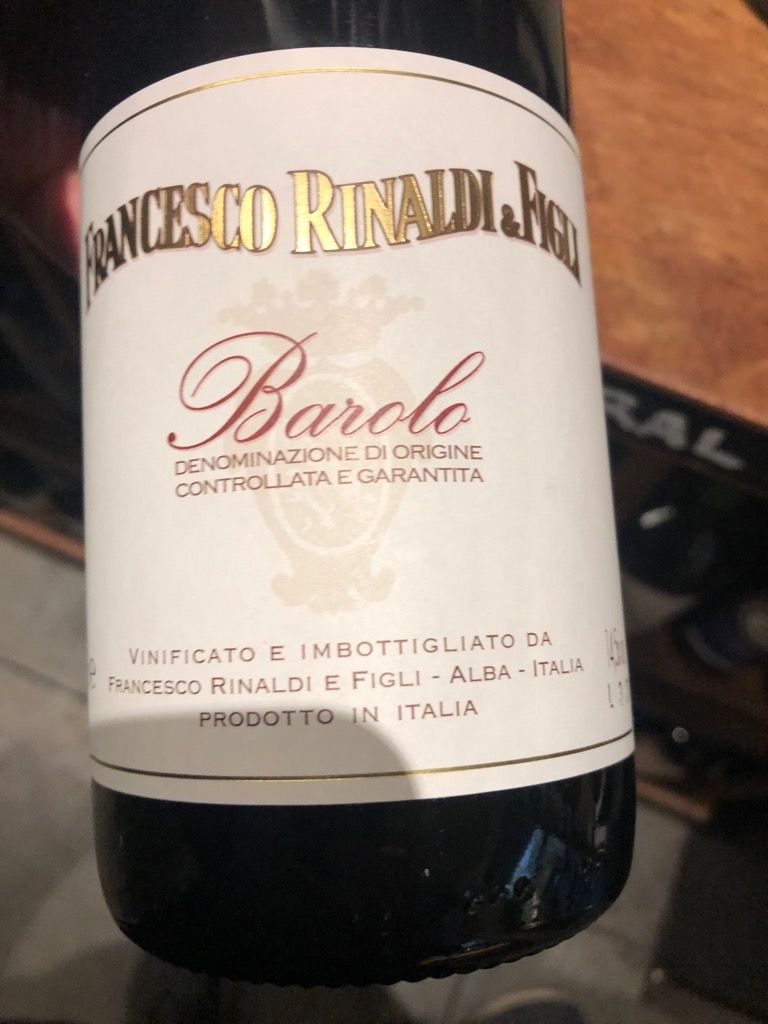 FRANCESCO RINALDI & FIGLI
Barolo
DENOMINAZIONE DI ORIGINE
CONTROLLATA E GARANTITA
VINIFICATO E IMBOTTIGLIATO DA
e
FRANCESCO RINALDI E FIGLI - ALBA - ITALIA
PRODOTTO IN ITALIA
RAL